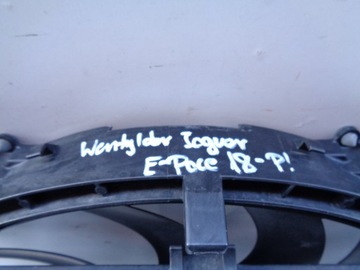 Wentylator Jaguar
E-Pace 18-P!